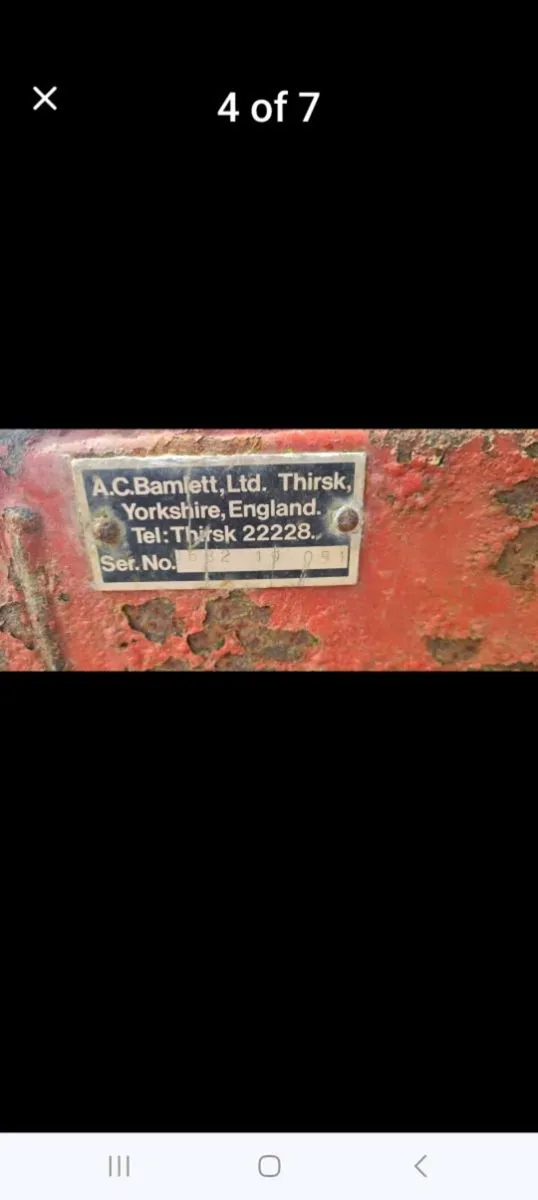 4 of 7
A.C.Bamlett, Ltd. Thirsk,
Yorkshire, England.
Tel: Thirsk 22228.
Ser. No.